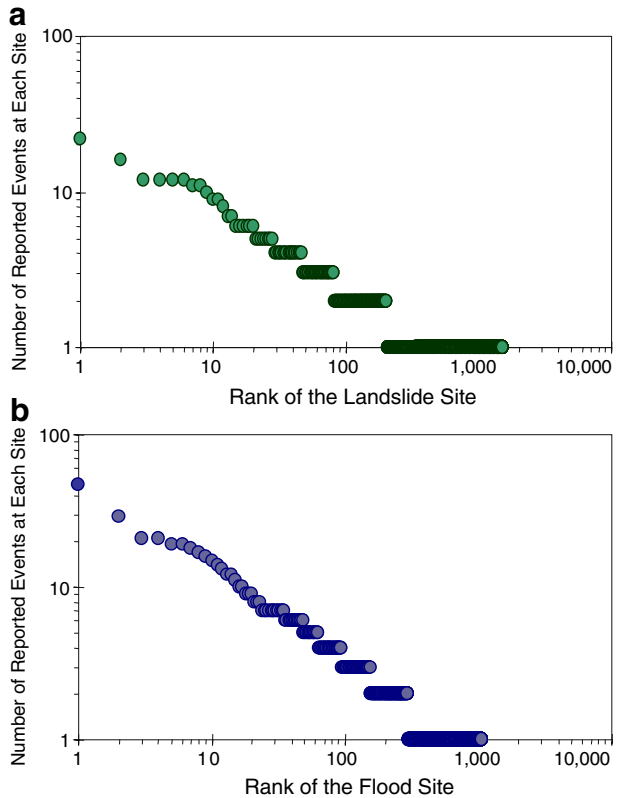 a
Number of Reported Events at Each Site
100
10
1
1
10
100
1,000
10,000
Rank of the Landslide Site
b
Number of Reported Events at Each Site
100
10
1
1
10
100
1,000
10,000
Rank of the Flood Site